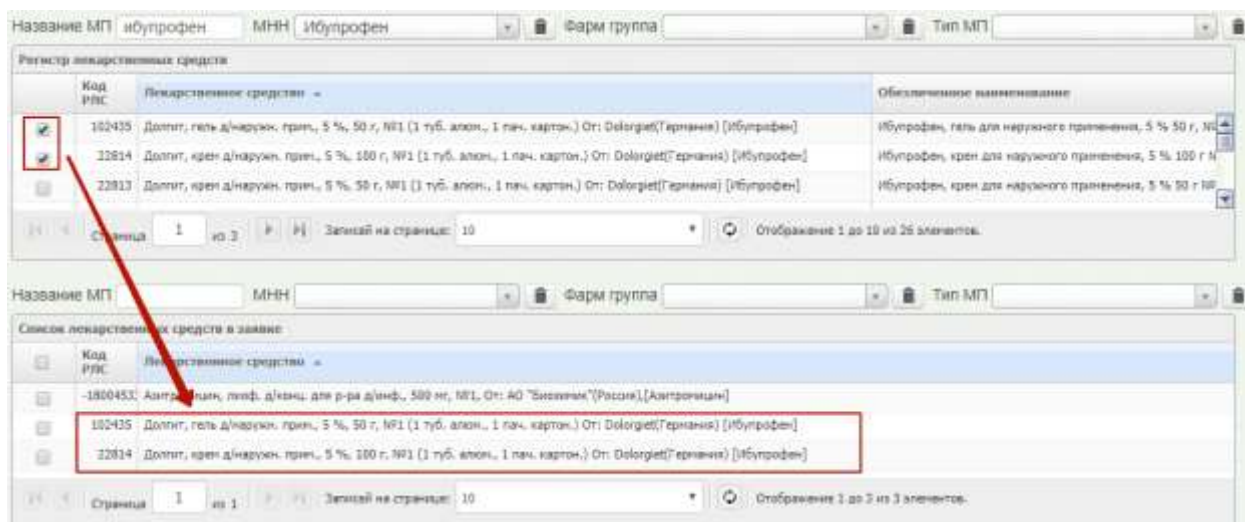 Название МП ибупрофен МНН Ибупрофен Фарм группа Тип МП
Регистр лекарственных средств
Код РЛС Лекарственное средство Обезличенное наименование
102435 Долгит, гель д/наружн. прим., 5 %, 50 г, №1 (1 туб. алюм., 1 пач. картон.) От: Dolorgiet(Германия) [Ибупрофен] Ибупрофен, гель для наружного применения, 5 % 50 г, №
22814 Долгит, крем д/наружн. прим., 5 %, 100 г, №1 (1 туб. алюм., 1 пач. картон.) От: Dolorgiet(Германия) [Ибупрофен] Ибупрофен, крем для наружного применения, 5 % 100 г №
22813 Долгит, крем д/наружн. прим., 5 %, 50 г, №1 (1 туб. алюм., 1 пач. картон.) От: Dolorgiet(Германия) [Ибупрофен] Ибупрофен, крем для наружного применения, 5 % 50 г №
Страница 1 из 3 Записей на странице: 10 Отображение 1 до 10 из 26 элементов.
Название МП МНН Фарм группа Тип МП
Список лекарственных средств в заявке
Код РЛС Лекарственное средство
-1800453 Азитромицин, лиоф. д/конц. для р-ра д/инф., 500 мг, №1, От: АО "Биохимик"(Россия),[Азитромицин]
102435 Долгит, гель д/наружн. прим., 5 %, 50 г, №1 (1 туб. алюм., 1 пач. картон.) От: Dolorgiet(Германия) [Ибупрофен]
22814 Долгит, крем д/наружн. прим., 5 %, 100 г, №1 (1 туб. алюм., 1 пач. картон.) От: Dolorgiet(Германия) [Ибупрофен]
Страница 1 из 1 Записей на странице: 10 Отображение 1 до 3 из 3 элементов.